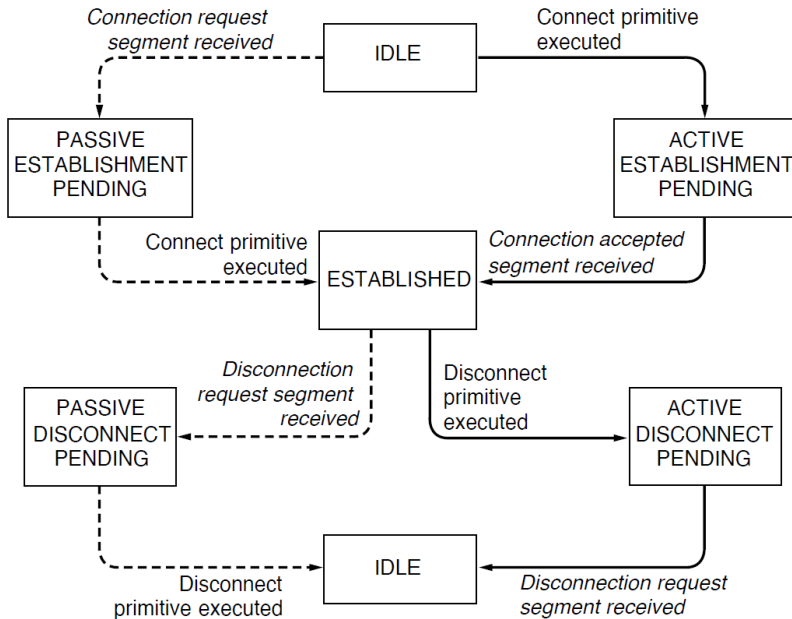 Connection request
segment received
IDLE
Connect primitive
executed
PASSIVE
ESTABLISHMENT
PENDING
ACTIVE
ESTABLISHMENT
PENDING
Connect primitive
executed
ESTABLISHED
Connection accepted
segment received
Disconnection
request segment
received
Disconnect
primitive
executed
PASSIVE
DISCONNECT
PENDING
ACTIVE
DISCONNECT
PENDING
Disconnect
primitive executed
IDLE
Disconnection request
segment received